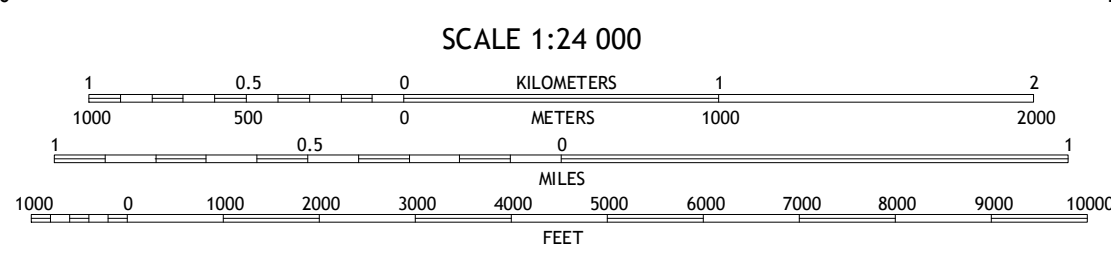 SCALE 1:24 000
1 0.5 0 KILOMETERS 1 2
1000 500 0 METERS 1000 2000
1 0.5 0 1
MILES
1000 0 1000 2000 3000 4000 5000 6000 7000 8000 9000 10000
FEET